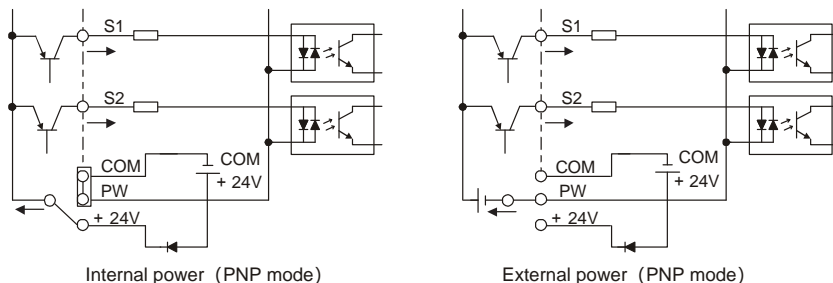 S1
S2
COM
COM
+ 24V
PW
+ 24V
Internal power (PNP mode)
S1
S2
COM
COM
+ 24V
PW
+ 24V
External power (PNP mode)